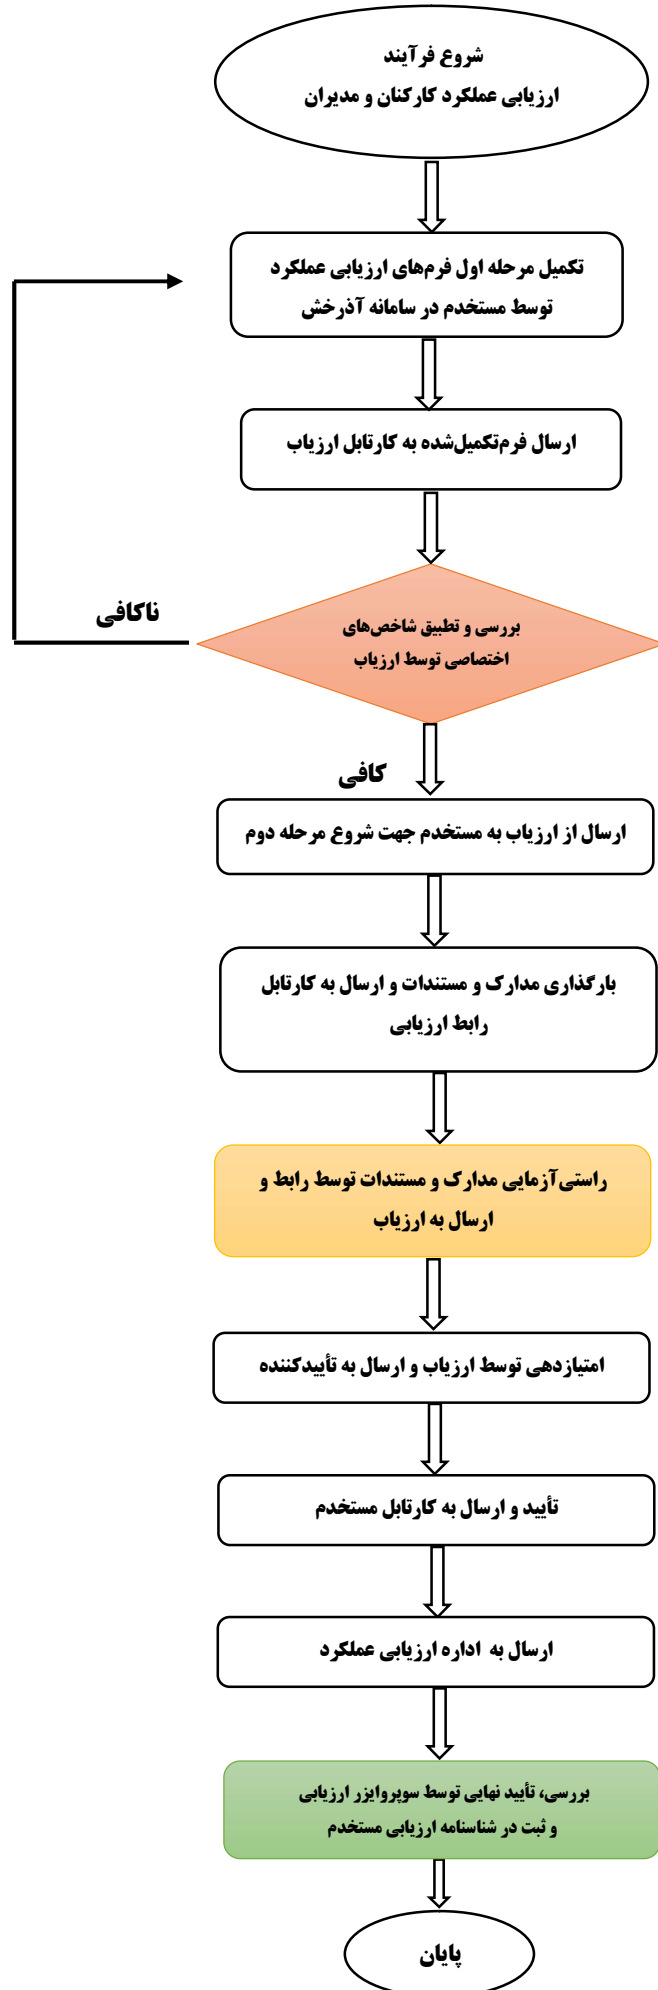 شروع فرآیند
ارزیابی عملکرد کارکنان و مدیران
تکمیل مرحله اول فرم‌های ارزیابی عملکرد
توسط مستخدم در سامانه آذرخش
ارسال فرم‌تکمیل‌شده به کارتابل ارزیاب
ناکافی
بررسی و تطبیق شاخص‌های
اختصاصی توسط ارزیاب
کافی
ارسال از ارزیاب به مستخدم جهت شروع مرحله دوم
بارگذاری مدارک و مستندات و ارسال به کارتابل
رابط ارزیابی
راستی‌آزمایی مدارک و مستندات توسط رابط و
ارسال به ارزیاب
امتیازدهی توسط ارزیاب و ارسال به تأییدکننده
تأیید و ارسال به کارتابل مستخدم
ارسال به اداره ارزیابی عملکرد
بررسی، تأیید نهایی توسط سوپروایزر ارزیابی
و ثبت در شناسنامه ارزیابی مستخدم
پایان